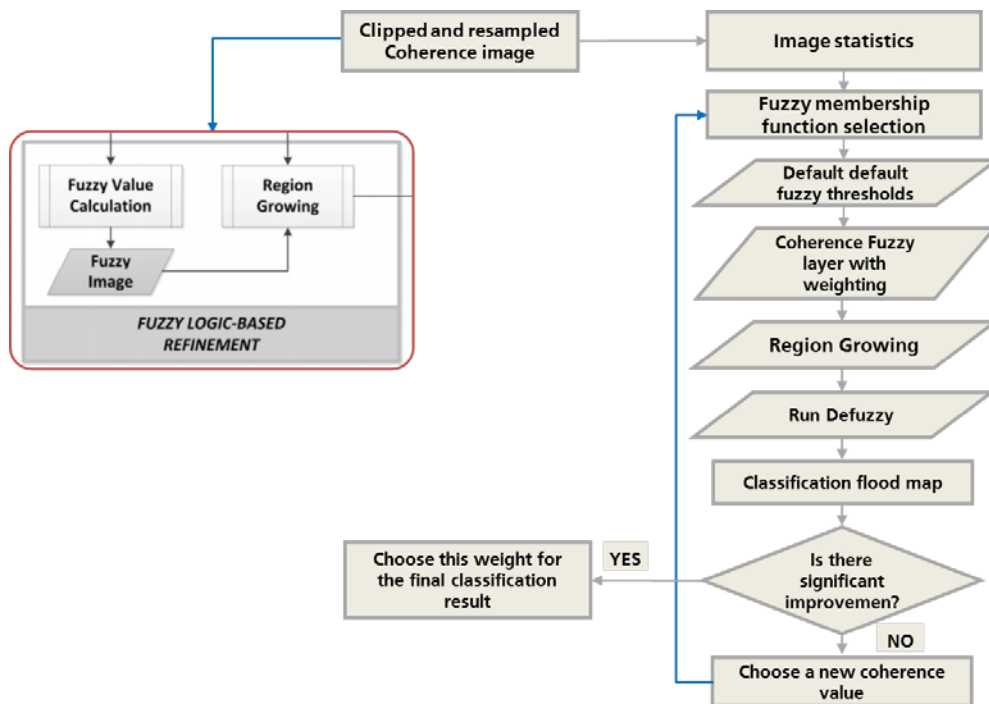 Clipped and resampled
Coherence image
Image statistics
Fuzzy membership
function selection
Default default
fuzzy thresholds
Coherence Fuzzy
layer with
weighting
Region Growing
Run Defuzzy
Classification flood map
Is there
significant
improvemen?
YES
Choose this weight for
the final classification
result
NO
Choose a new coherence
value
Fuzzy Value
Calculation
Region
Growing
Fuzzy
Image
FUZZY LOGIC-BASED
REFINEMENT